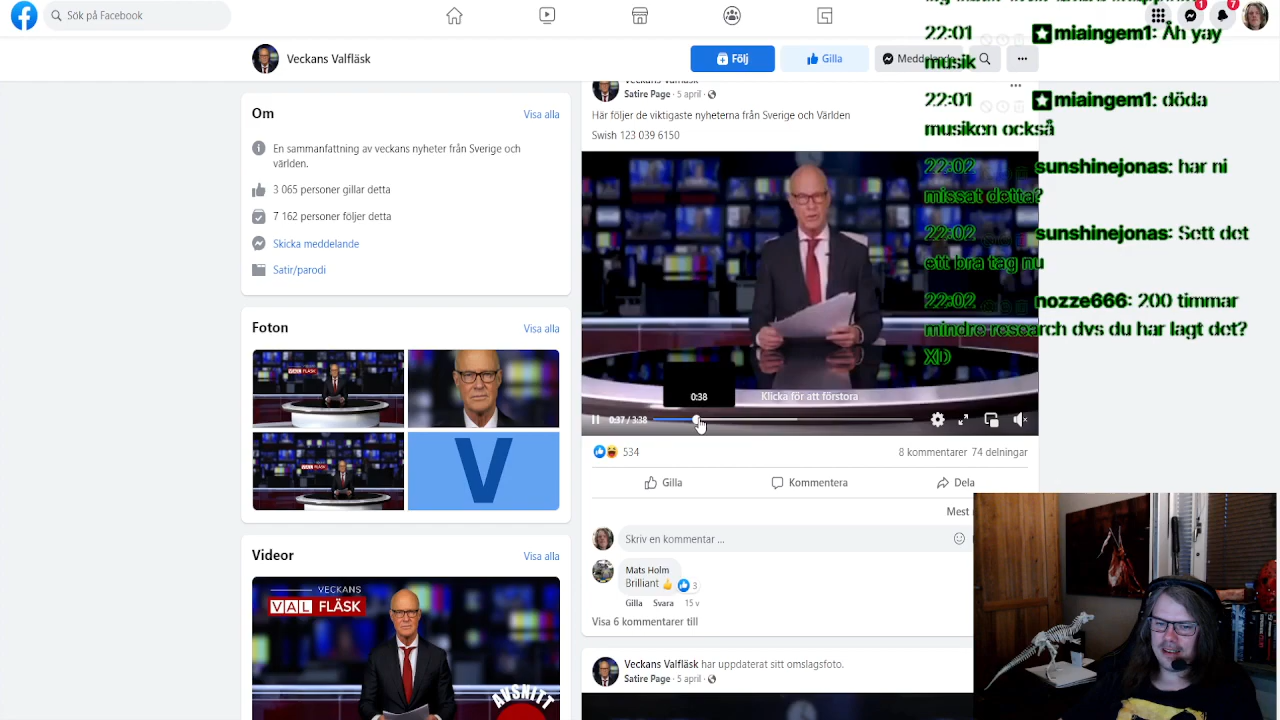 Sök på Facebook
1
7
Veckans Valfläsk
Följ
Gilla
Om
Visa alla
En sammanfattning av veckans nyheter från Sverige och
världen.
3 065 personer gillar detta
7 162 personer följer detta
Skicka meddelande
Satir/parodi
Foton
Visa alla
VALFLÄSK
V
Videor
Visa alla
VECKANS
VAL FLÄSK
AVSNITT
Veckans Valfläsk
Satire Page · 5 april ·
Här följer de viktigaste nyheterna från Sverige och Världen
Swish 123 039 6150
0:38
Klicka för att förstora
0:37 / 3:38
534
8 kommentarer 74 delningar
Gilla
Kommentera
Dela
Mest
Skriv en kommentar ...
Mats Holm
Brilliant
3
Gilla Svara 15 v
Visa 6 kommentarer till
Veckans Valfläsk har uppdaterat sitt omslagsfoto.
Satire Page · 5 april ·
22:01 miaingem1: Åh yay
musik
22:01 miaingem1: döda
musiken också
22:02 sunshinejonas: har ni
missat detta?
22:02 sunshinejonas: Sett det
ett bra tag nu
22:02 nozze666: 200 timmar
mindre research dvs du har lagt det?
XD